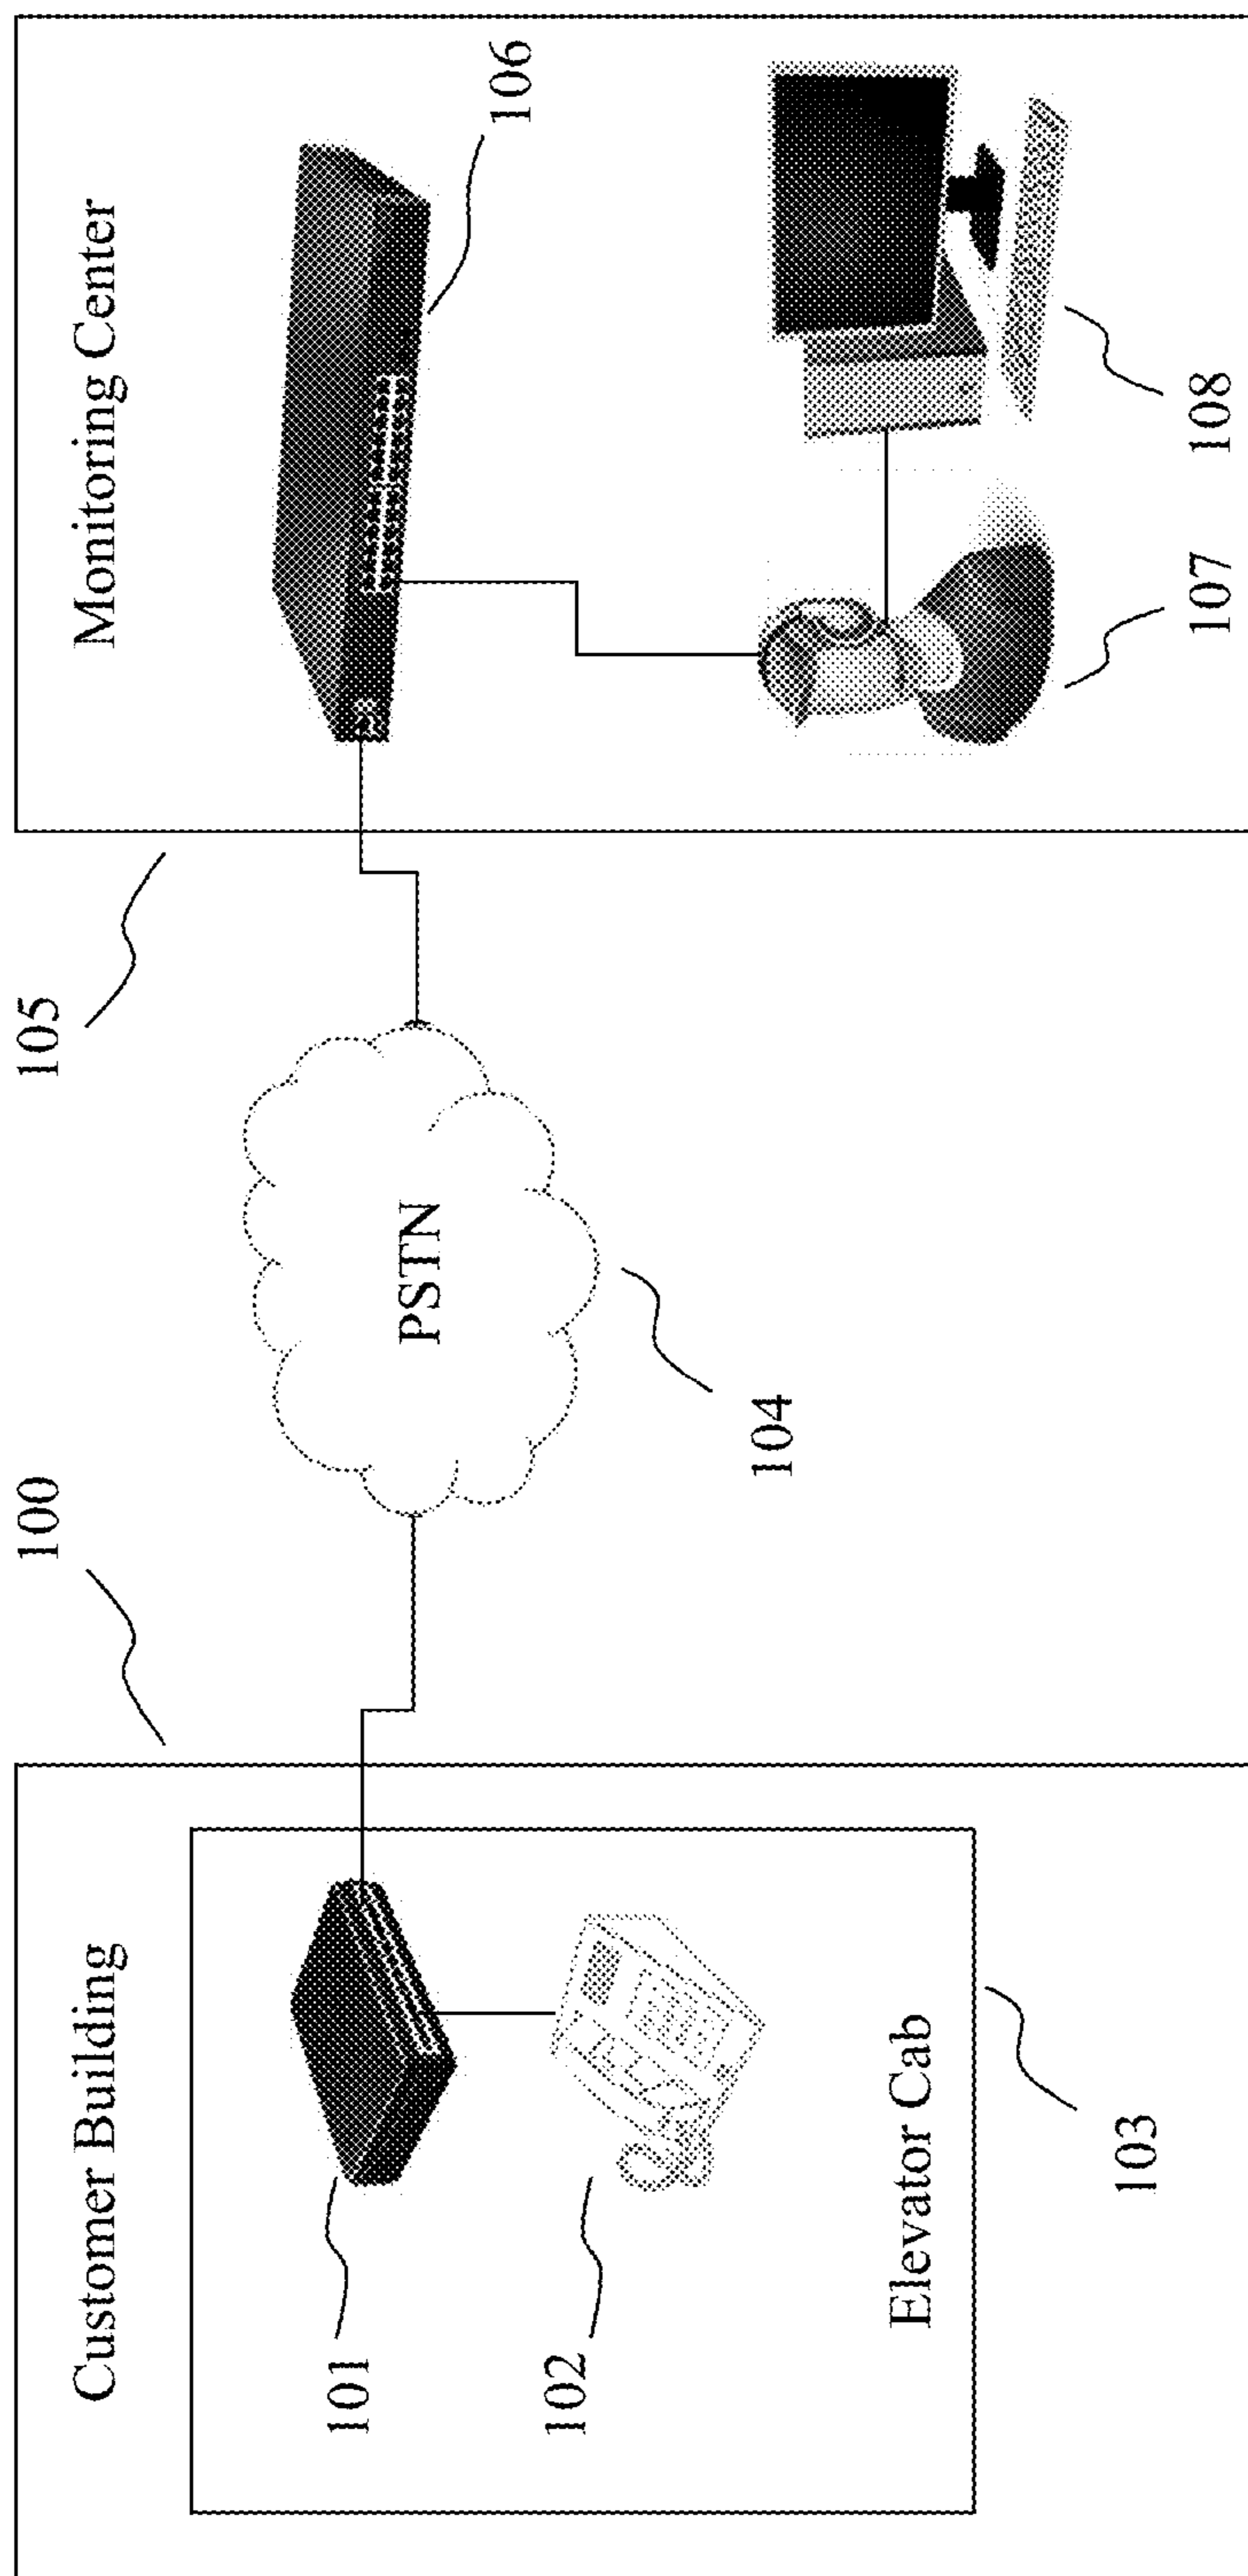 Customer Building
100
101
102
Elevator Cab
103
PSTN
104
105
Monitoring Center
106
107
108